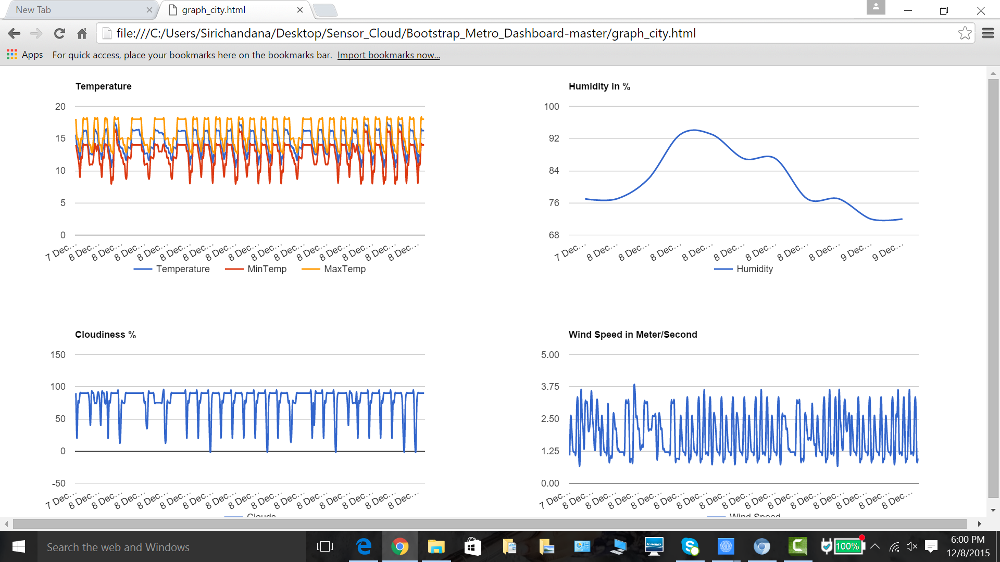 New Tab
graph_city.html
file:///C:/Users/Sirichandana/Desktop/Sensor_Cloud/Bootstrap_Metro_Dashboard-master/graph_city.html
Apps For quick access, place your bookmarks here on the bookmarks bar. Import bookmarks now...
Temperature
20
15
10
5
0
7 Dec... 8 Dec... 8 Dec... 8 Dec... 8 Dec... 8 Dec... 8 Dec... 8 Dec... 8 Dec... 8 Dec... 8 Dec... 8 Dec... 8 Dec... 8 Dec... 8 Dec... 8 Dec...
Temperature MinTemp MaxTemp
Humidity in %
100
92
84
76
68
7 Dec... 8 Dec... 8 Dec... 8 Dec... 8 Dec... 8 Dec... 8 Dec... 8 Dec... 8 Dec... 9 Dec... 9 Dec...
Humidity
Cloudiness %
150
100
50
0
-50
7 Dec... 8 Dec... 8 Dec... 8 Dec... 8 Dec... 8 Dec... 8 Dec... 8 Dec... 8 Dec... 8 Dec... 8 Dec... 8 Dec... 8 Dec... 8 Dec... 8 Dec... 8 Dec...
Clouds
Wind Speed in Meter/Second
5.00
3.75
2.50
1.25
0.00
7 Dec... 8 Dec... 8 Dec... 8 Dec... 8 Dec... 8 Dec... 8 Dec... 8 Dec... 8 Dec... 8 Dec... 8 Dec... 8 Dec... 8 Dec... 8 Dec... 8 Dec... 8 Dec...
Wind Speed
Search the web and Windows
lenovo
100%
6:00 PM
12/8/2015